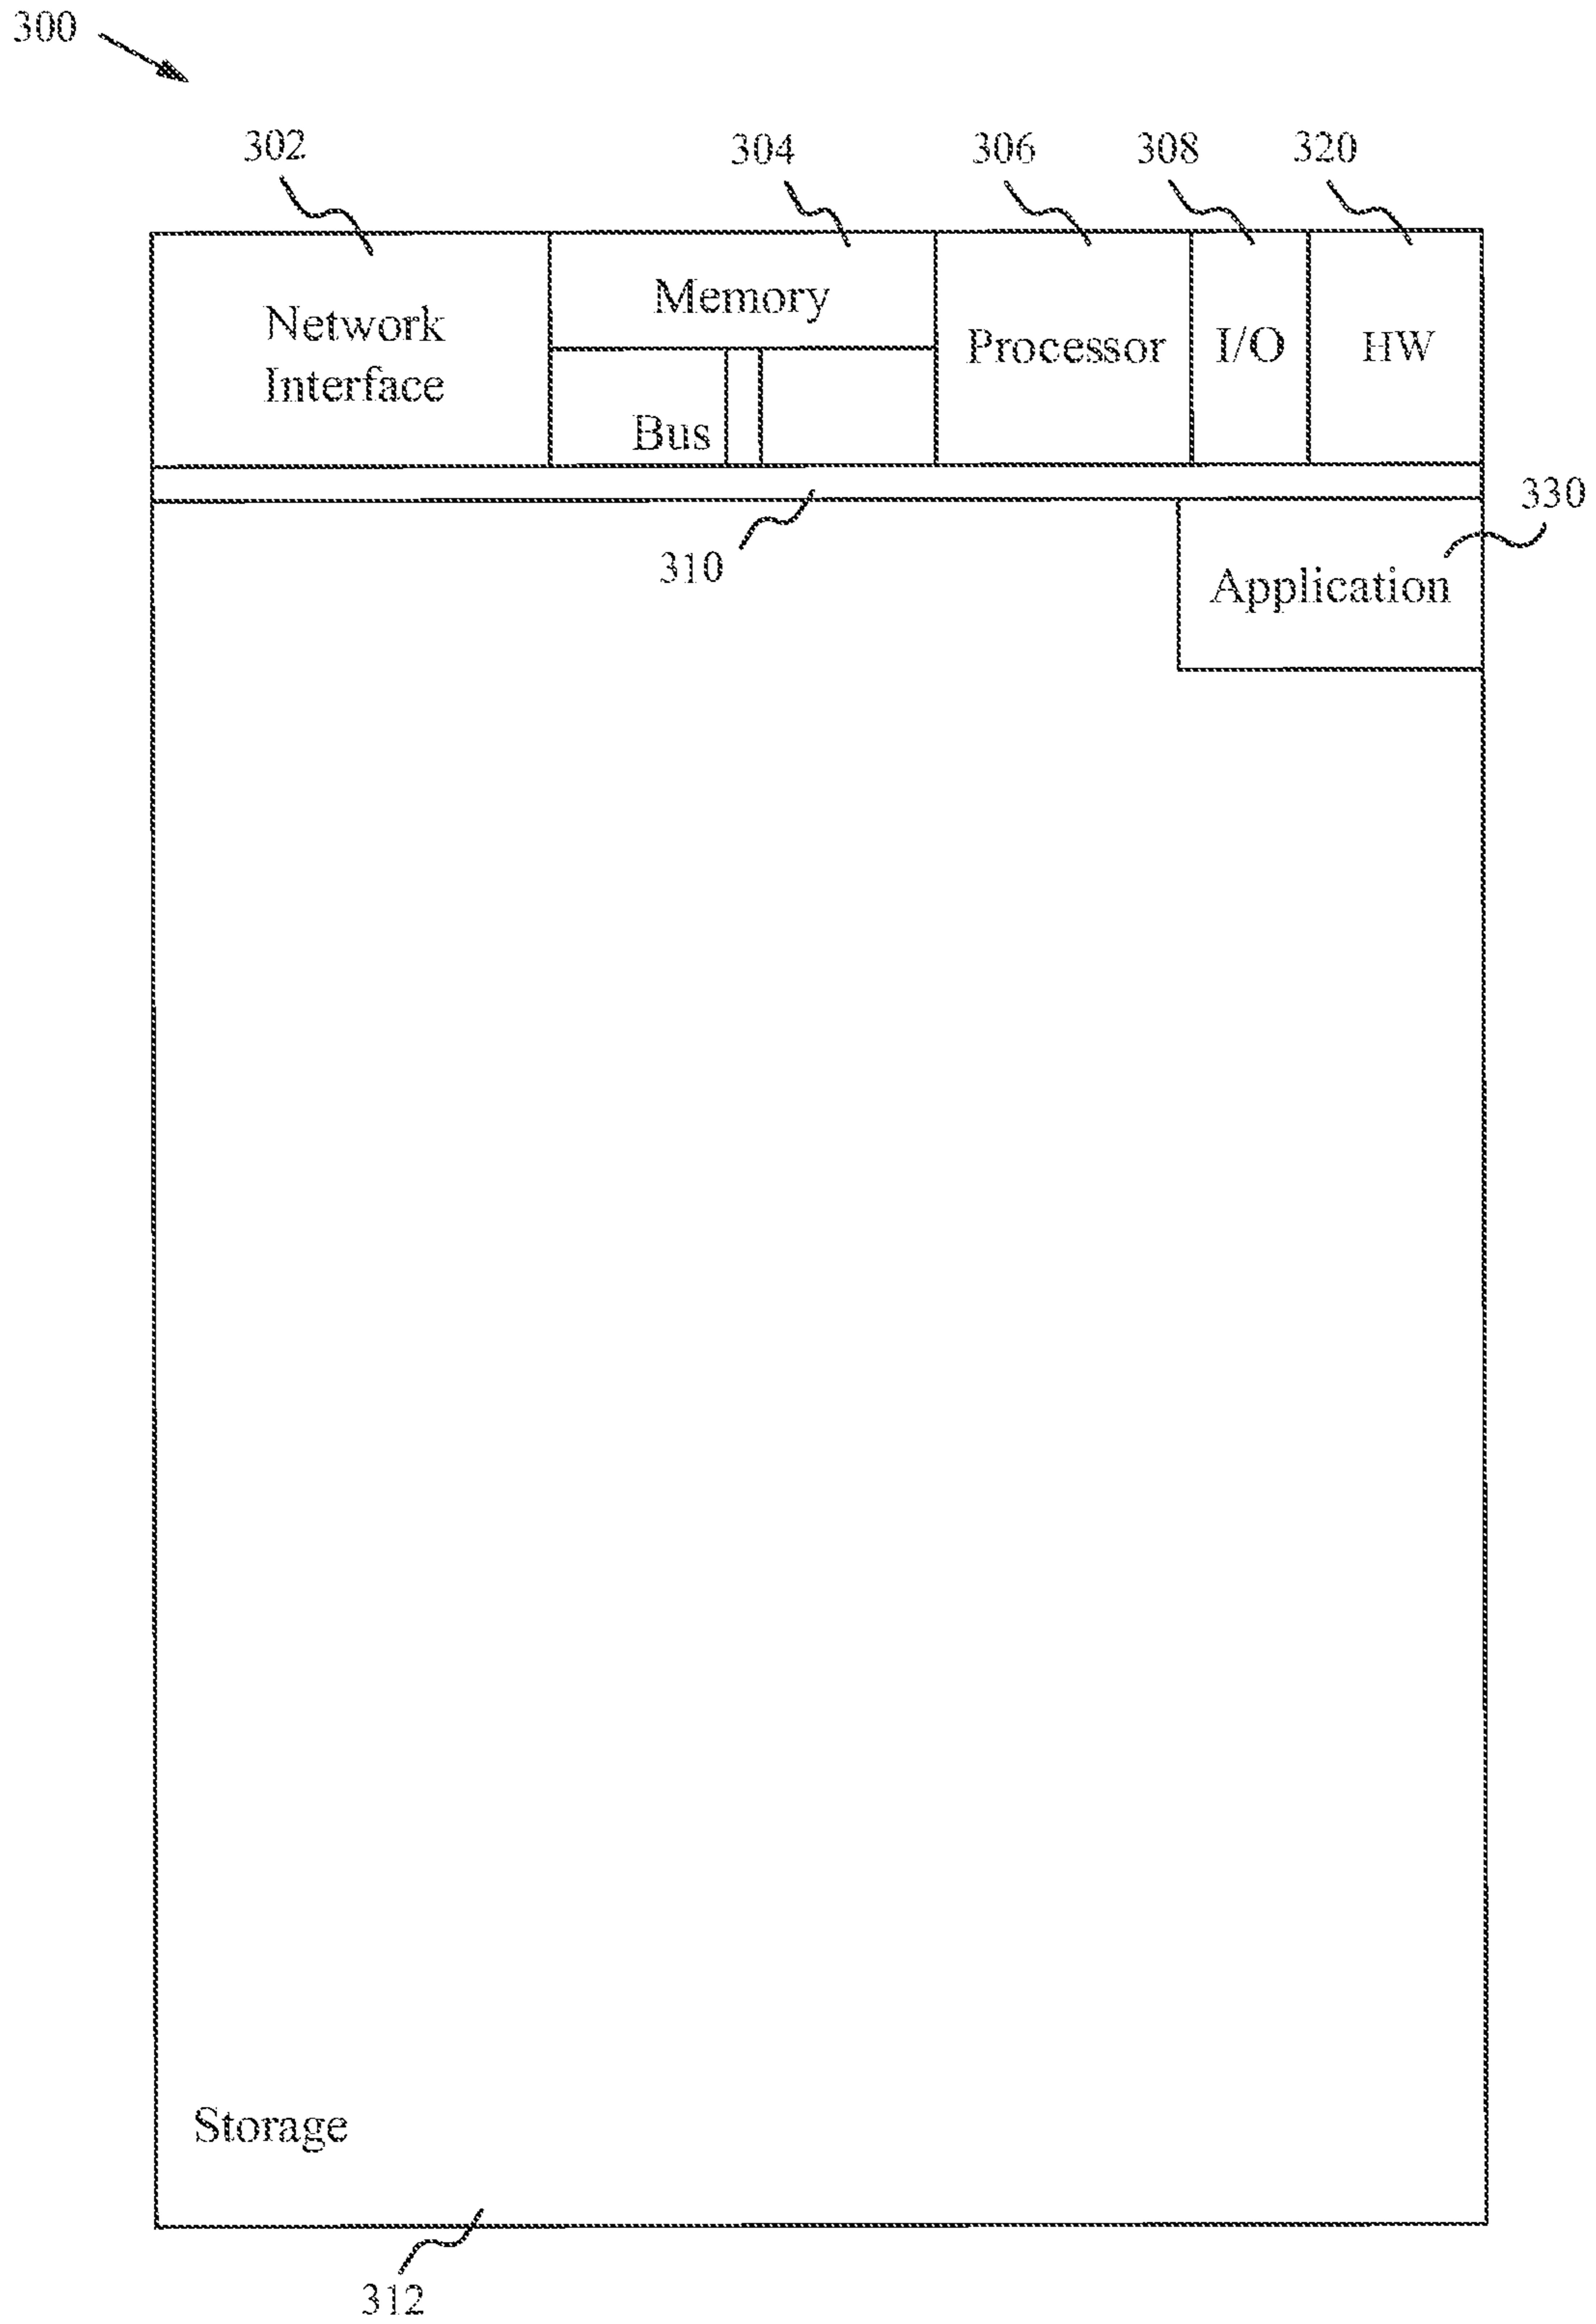 300
302
304
306
308
320
Network
Interface
Memory
Bus
Processor
I/O
HW
310
330
Application
Storage
312